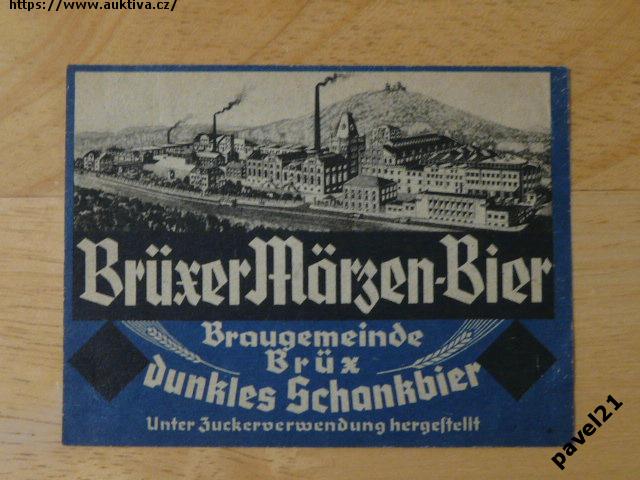 https://www.auktiva.cz/
Brüxer Märzen-Bier
Braugemeinde
Brüx
dunkles Schankbier
Unter Zuckerverwendung hergestellt
pavel21